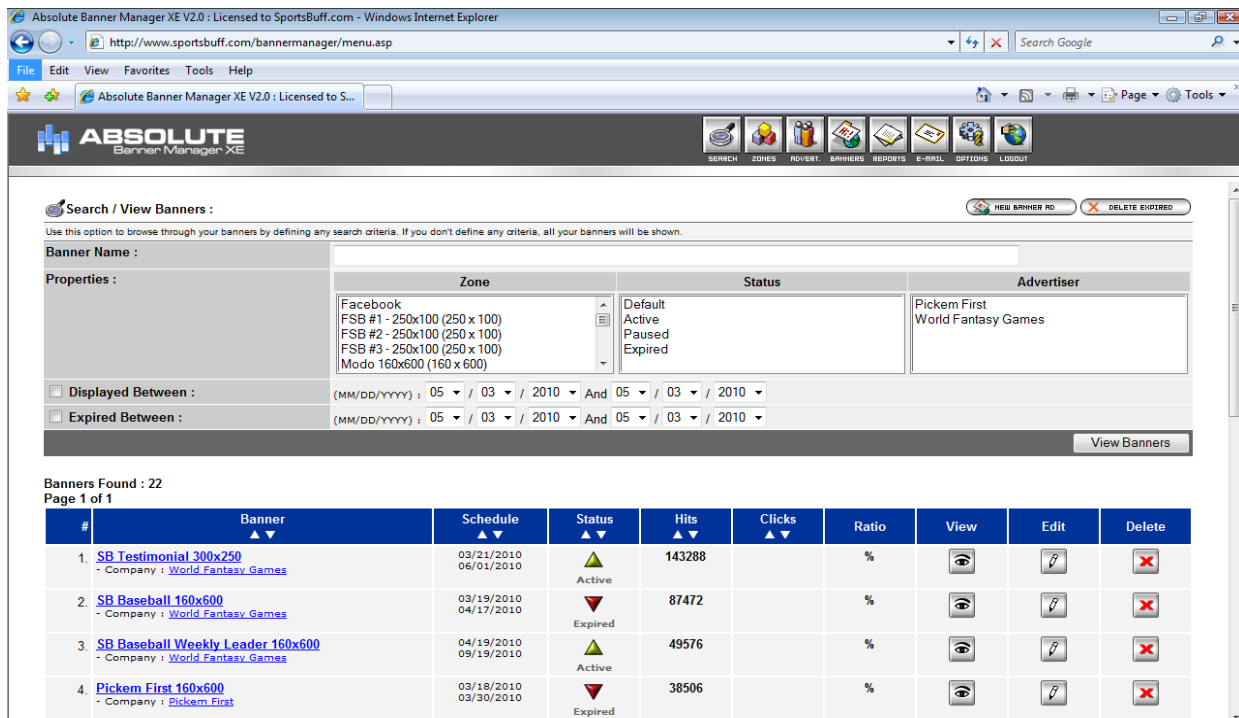 Absolute Banner Manager XE V2.0 : Licensed to SportsBuff.com - Windows Internet Explorer
http://www.sportsbuff.com/bannermanager/menu.asp
Search Google
File Edit View Favorites Tools Help
Absolute Banner Manager XE V2.0 : Licensed to S...
Page Tools
ABSOLUTE
Banner Manager XE
SEARCH ZONES ADVERT. BANNERS REPORTS E-MAIL OPTIONS LOGOUT
Search / View Banners :
NEW BANNER AD DELETE EXPIRED
Use this option to browse through your banners by defining any search criteria. If you don't define any criteria, all your banners will be shown.
Banner Name :
Properties :
Zone Status Advertiser
Facebook Default Pickem First
FSB #1 - 250x100 (250 x 100) Active World Fantasy Games
FSB #2 - 250x100 (250 x 100) Paused
FSB #3 - 250x100 (250 x 100) Expired
Modo 160x600 (160 x 600)
Displayed Between : (MM/DD/YYYY) : 05 / 03 / 2010 And 05 / 03 / 2010
Expired Between : (MM/DD/YYYY) : 05 / 03 / 2010 And 05 / 03 / 2010
View Banners
Banners Found : 22
Page 1 of 1
# Banner Schedule Status Hits Clicks Ratio View Edit Delete
1. SB Testimonial 300x250 03/21/2010 143288 %
- Company : World Fantasy Games 06/01/2010
Active
2. SB Baseball 160x600 03/19/2010 87472 %
- Company : World Fantasy Games 04/17/2010
Expired
3. SB Baseball Weekly Leader 160x600 04/19/2010 49576 %
- Company : World Fantasy Games 09/19/2010
Active
4. Pickem First 160x600 03/18/2010 38506 %
- Company : Pickem First 03/30/2010
Expired